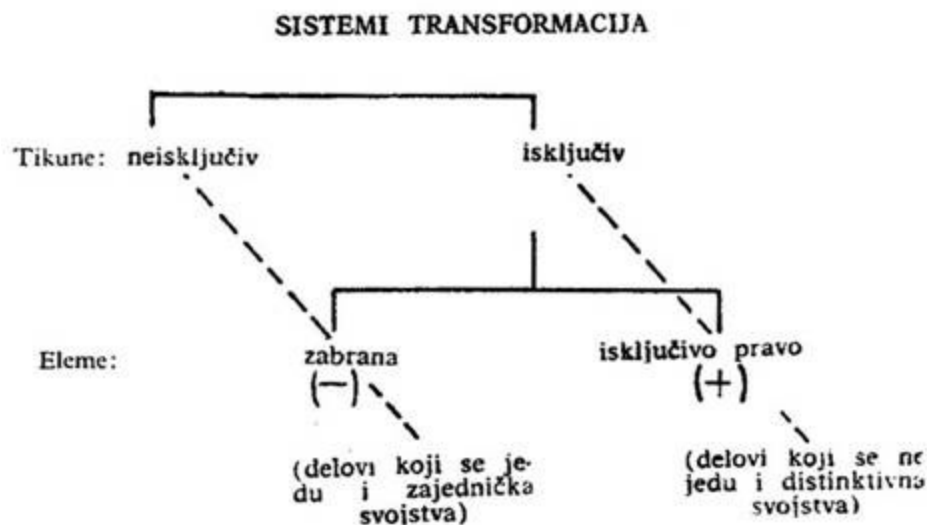 SISTEMI TRANSFORMACIJA
Tikune: neisključiv isključiv
Eleme: zabrana isključivo pravo
(—) (+)
(delovi koji se je-
du i zajednička
svojstva)
(delovi koji se ne
jedu i distinktivna
svojstva)